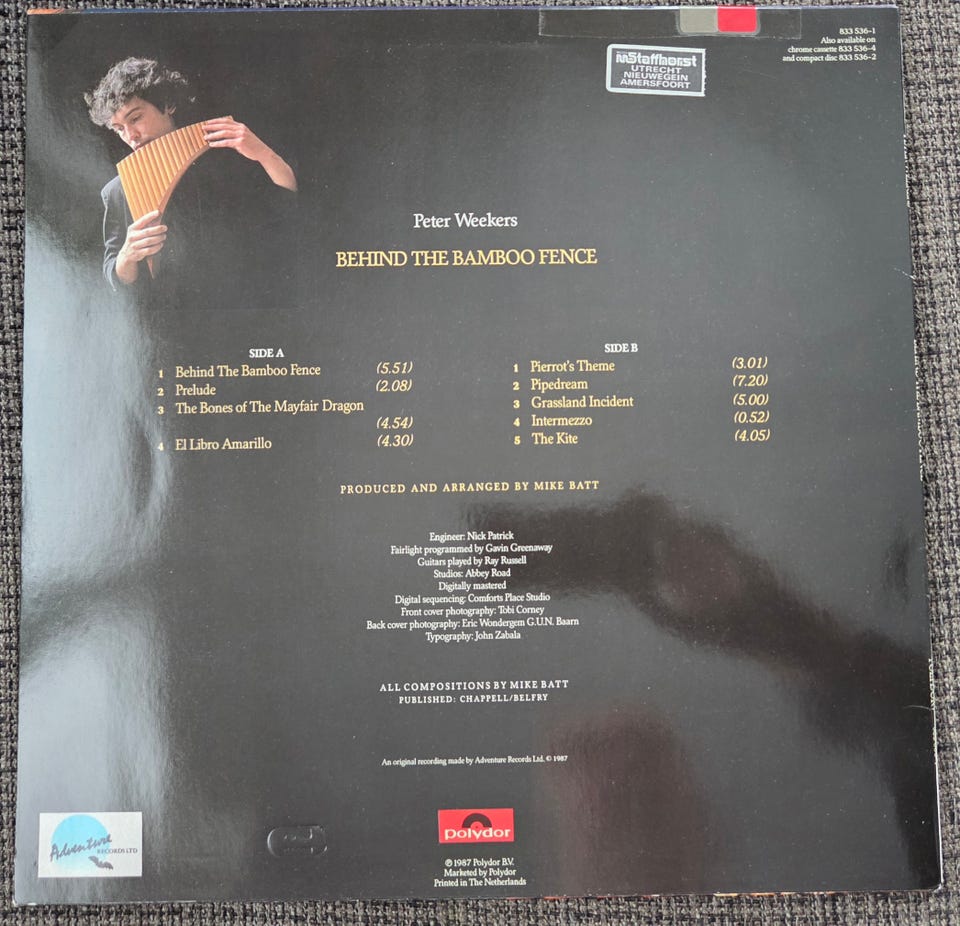 833 536-1
Also available on
chrome cassette 833 536-4
and compact disc 833 536-2
Staffhorst
UTRECHT
NIEUWEGEIN
AMERSFOORT
Peter Weekers
BEHIND THE BAMBOO FENCE
SIDE A
1 Behind The Bamboo Fence (5.51)
2 Prelude (2.08)
3 The Bones of The Mayfair Dragon
(4.54)
4 El Libro Amarillo (4.30)
SIDE B
1 Pierrot's Theme (3.01)
2 Pipedream (7.20)
3 Grassland Incident (5.00)
4 Intermezzo (0.52)
5 The Kite (4.05)
PRODUCED AND ARRANGED BY MIKE BATT
Engineer: Nick Patrick
Fairlight programmed by Gavin Greenaway
Guitars played by Ray Russell
Studios: Abbey Road
Digitally mastered
Digital sequencing: Comforts Place Studio
Front cover photography: Tobi Corney
Back cover photography: Eric Wondergem G.U.N. Baarn
Typography: John Zabala
ALL COMPOSITIONS BY MIKE BATT
PUBLISHED: CHAPPELL/BELFRY
An original recording made by Adventure Records Ltd. © 1987
Adventure
RECORDS LTD
polydor
℗ 1987 Polydor B.V.
Marketed by Polydor
Printed in The Netherlands